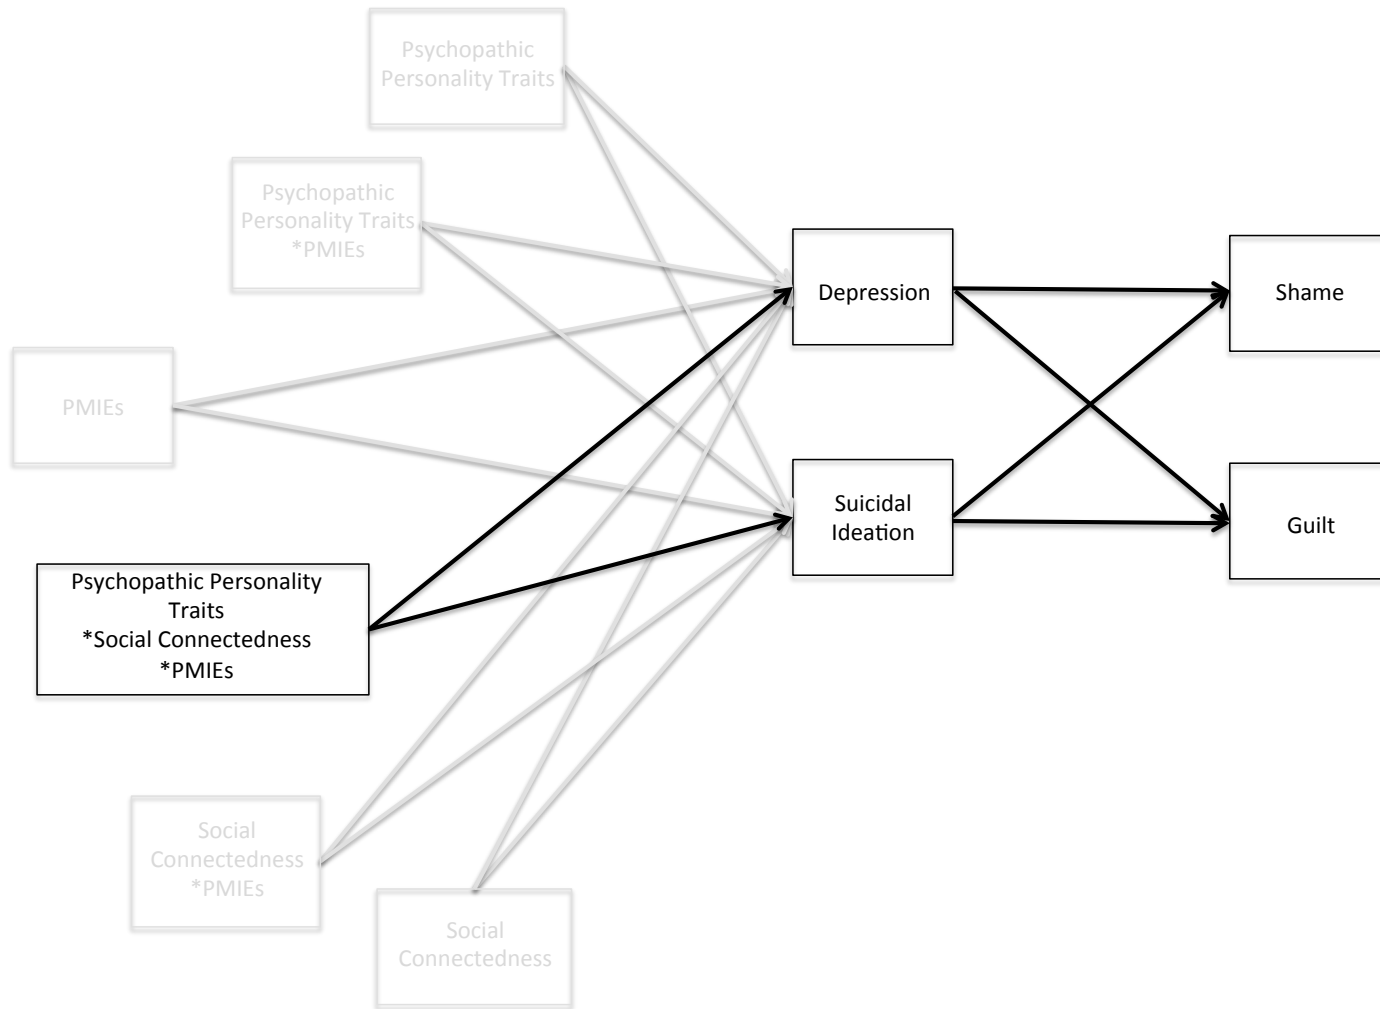 Psychopathic
Personality Traits
Psychopathic
Personality Traits
*PMIEs
Depression
Shame
PMIEs
Suicidal
Ideation
Guilt
Psychopathic Personality
Traits
*Social Connectedness
*PMIEs
Social
Connectedness
*PMIEs
Social
Connectedness